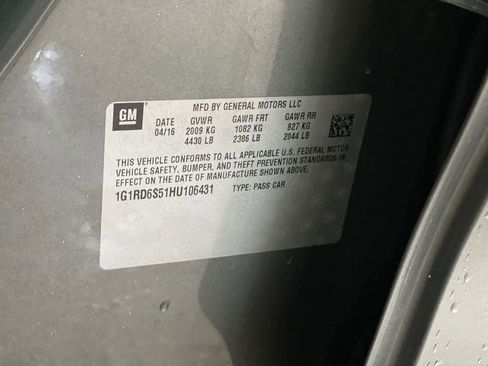 GM
MFD BY GENERAL MOTORS LLC
DATE GVWR GAWR FRT GAWR RR
04/16 2009 KG 1082 KG 927 KG
4430 LB 2386 LB 2044 LB
THIS VEHICLE CONFORMS TO ALL APPLICABLE U.S. FEDERAL MOTOR
VEHICLE SAFETY, BUMPER, AND THEFT PREVENTION STANDARDS IN
EFFECT ON THE DATE OF MANUFACTURE SHOWN ABOVE.
1G1RD6S51HU106431 TYPE: PASS CAR